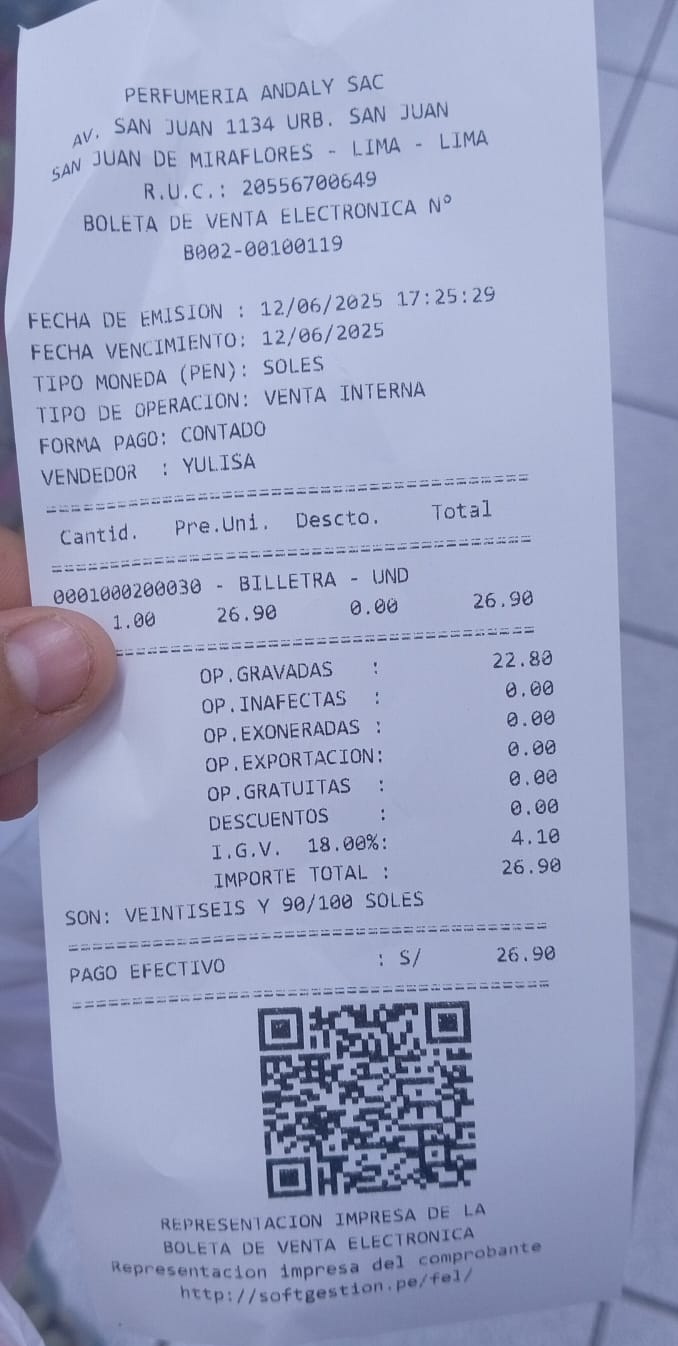 PERFUMERIA ANDALY SAC
AV. SAN JUAN 1134 URB. SAN JUAN
SAN JUAN DE MIRAFLORES - LIMA - LIMA
R.U.C.: 20556700649
BOLETA DE VENTA ELECTRONICA N°
B002-00100119
FECHA DE EMISION : 12/06/2025 17:25:29
FECHA VENCIMIENTO: 12/06/2025
TIPO MONEDA (PEN): SOLES
TIPO DE OPERACION: VENTA INTERNA
FORMA PAGO: CONTADO
VENDEDOR : YULISA
Cantid. Pre.Uni. Descto. Total
0001000200030 - BILLETRA - UND
1.00 26.90 0.00 26.90
OP.GRAVADAS : 22.80
OP.INAFECTAS : 0.00
OP.EXONERADAS : 0.00
OP.EXPORTACION: 0.00
OP.GRATUITAS : 0.00
DESCUENTOS : 0.00
I.G.V. 18.00%: 4.10
IMPORTE TOTAL : 26.90
SON: VEINTISEIS Y 90/100 SOLES
PAGO EFECTIVO : S/ 26.90
REPRESENTACION IMPRESA DE LA
BOLETA DE VENTA ELECTRONICA
Representacion impresa del comprobante
http://softgestion.pe/fel/